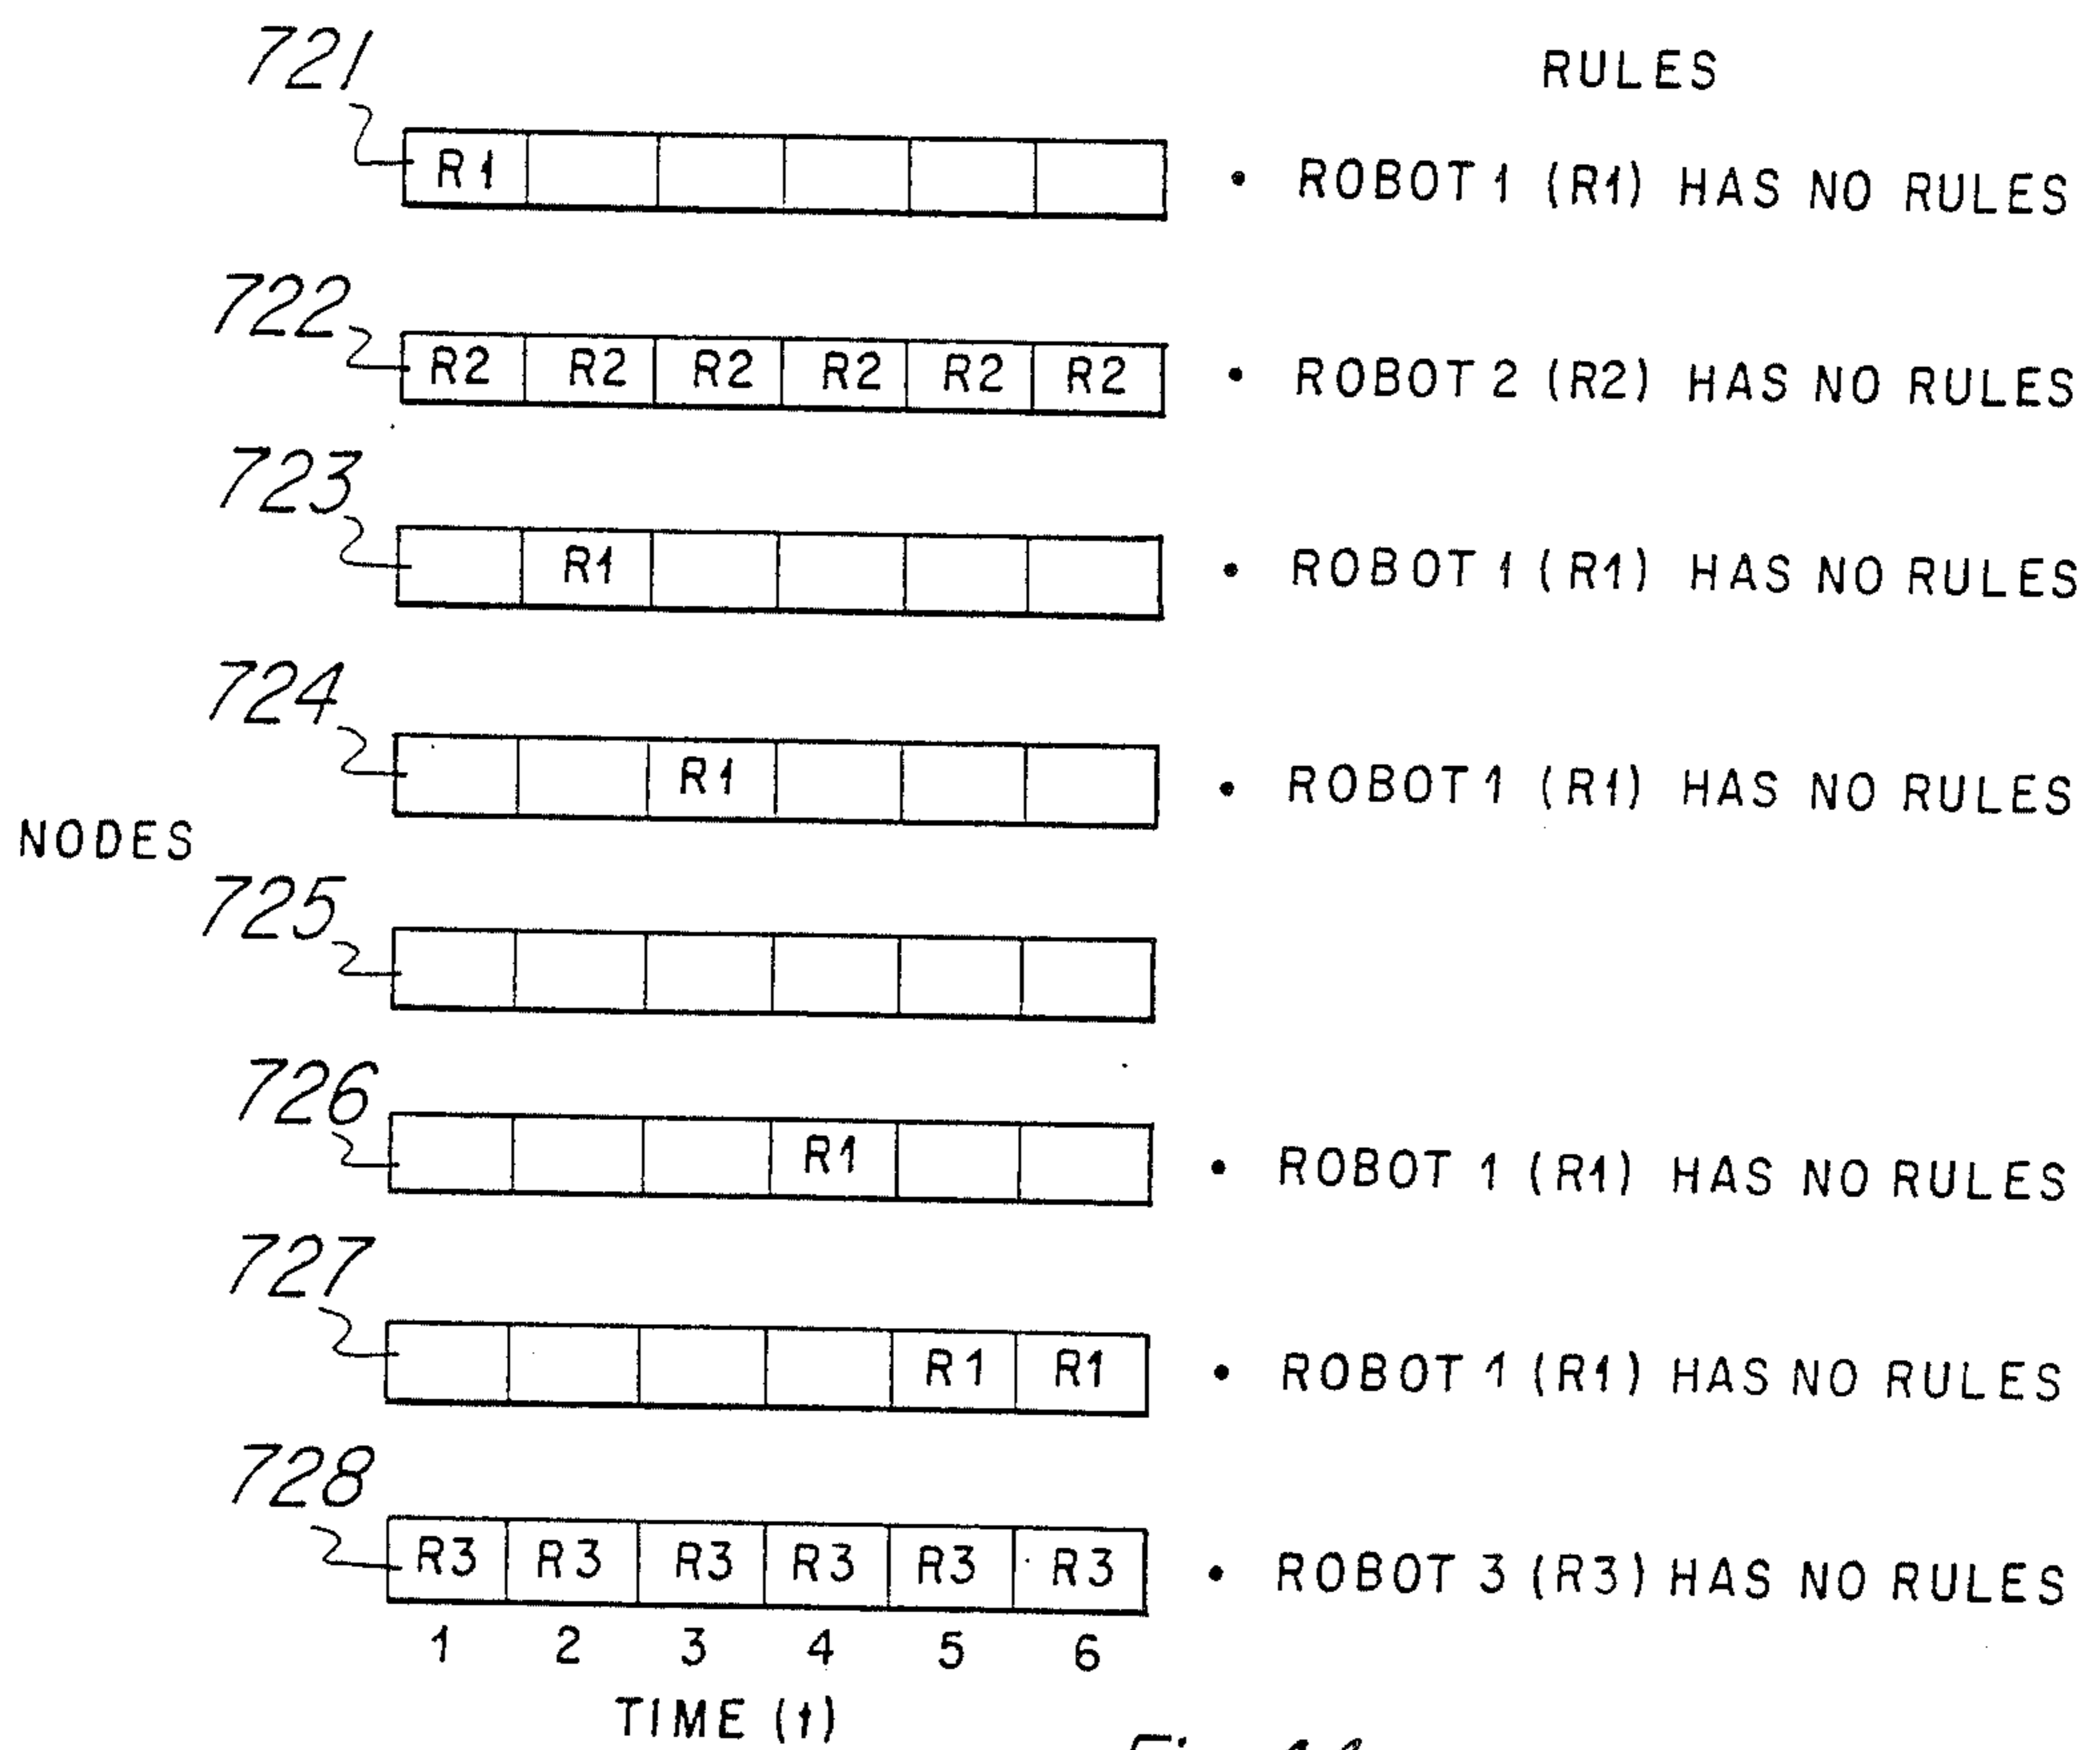 721 RULES
R1 • ROBOT 1 (R1) HAS NO RULES
722
R2 R2 R2 R2 R2 R2 • ROBOT 2 (R2) HAS NO RULES
723
R1 • ROBOT 1 (R1) HAS NO RULES
724
R1 • ROBOT 1 (R1) HAS NO RULES
NODES
725
726
R1 • ROBOT 1 (R1) HAS NO RULES
727
R1 R1 • ROBOT 1 (R1) HAS NO RULES
728
R3 R3 R3 R3 R3 R3 • ROBOT 3 (R3) HAS NO RULES
1 2 3 4 5 6
TIME (t)